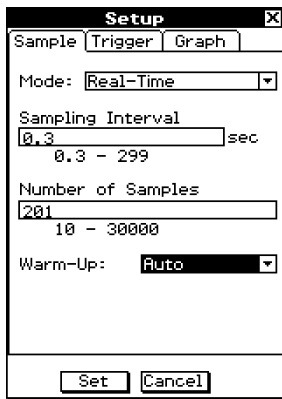 Setup X
Sample Trigger Graph
Mode: Real-Time
Sampling Interval
0.3 sec
0.3 - 299
Number of Samples
201
10 - 30000
Warm-Up: Auto
Set Cancel